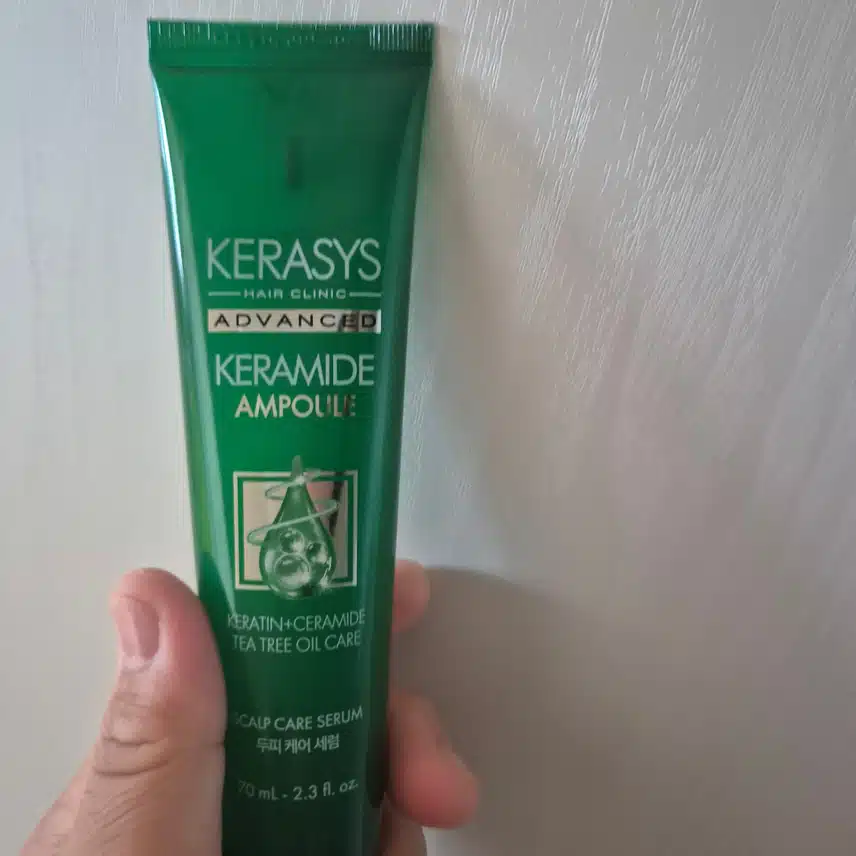 KERASYS
HAIR CLINIC
ADVANCED
KERAMIDE
AMPOULE
KERATIN+CERAMIDE
TEA TREE OIL CARE
SCALP CARE SERUM
두피 케어 세럼
70 mL - 2.3 fl. oz.